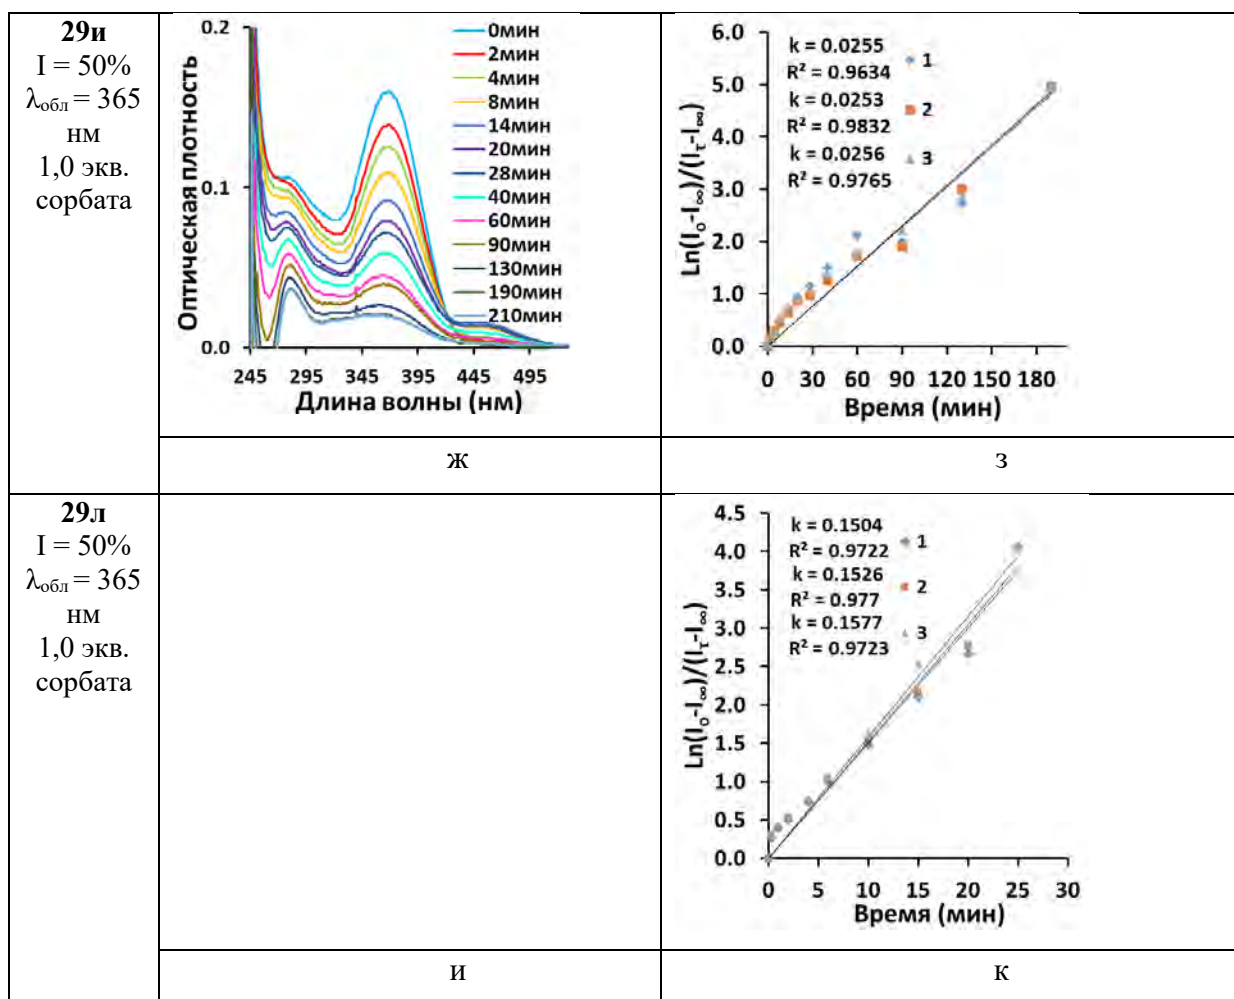 29и
I = 50%
λобл = 365
нм
1,0 экв.
сорбата
Оптическая плотность
0.2
0.1
0.0
245 295 345 395 445 495
Длина волны (нм)
0мин
2мин
4мин
8мин
14мин
20мин
28мин
40мин
60мин
90мин
130мин
190мин
210мин
Ln(I₀-I∞)/(Iτ-I∞)
6.0
5.0
4.0
3.0
2.0
1.0
0.0
k = 0.0255
R² = 0.9634
k = 0.0253
R² = 0.9832
k = 0.0256
R² = 0.9765
1
2
3
0 30 60 90 120 150 180
Время (мин)
ж
з
29л
I = 50%
λобл = 365
нм
1,0 экв.
сорбата
Ln(I₀-I∞)/(Iτ-I∞)
4.5
4.0
3.5
3.0
2.5
2.0
1.5
1.0
0.5
0.0
k = 0.1504
R² = 0.9722
k = 0.1526
R² = 0.977
k = 0.1577
R² = 0.9723
1
2
3
0 5 10 15 20 25 30
Время (мин)
и
к